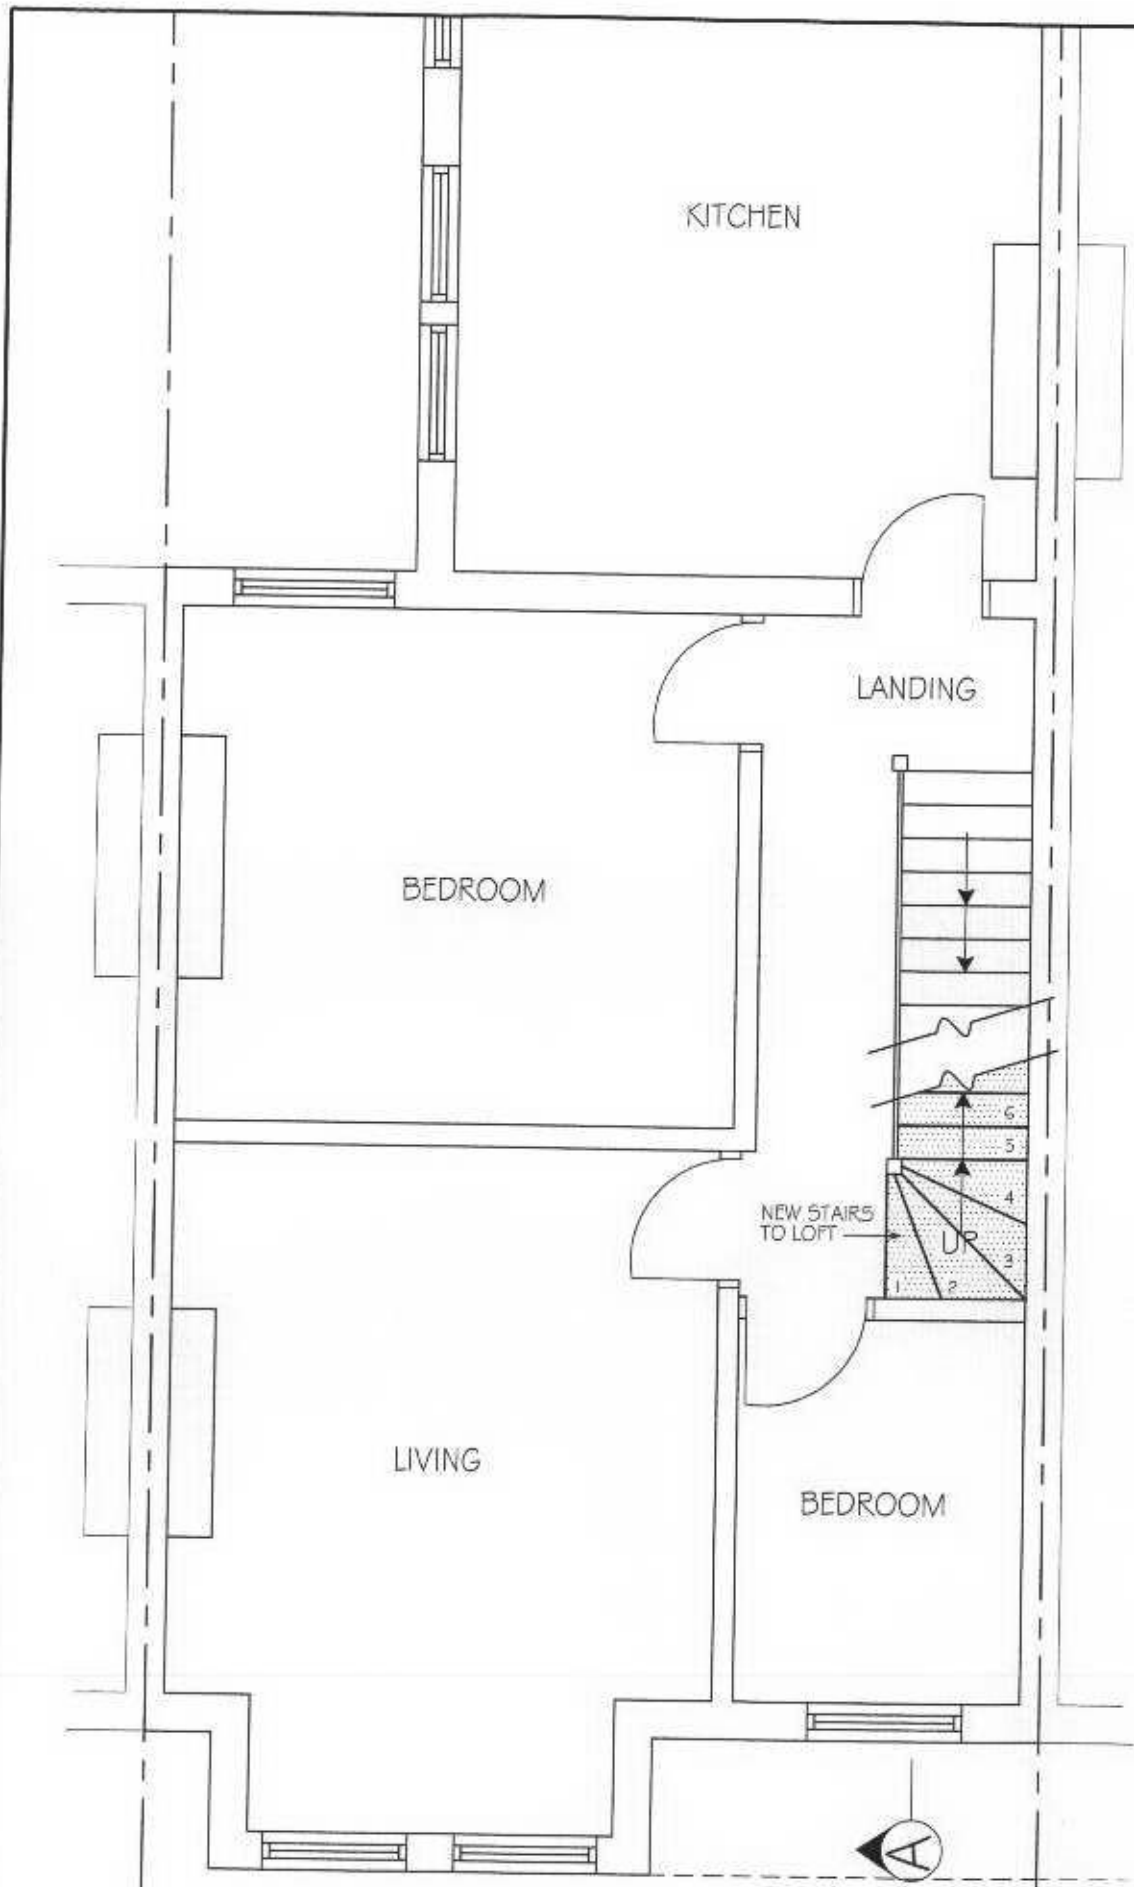 KITCHEN
LANDING
BEDROOM
6
5
4
NEW STAIRS
TO LOFT
UP
3
1
2
LIVING
BEDROOM
A